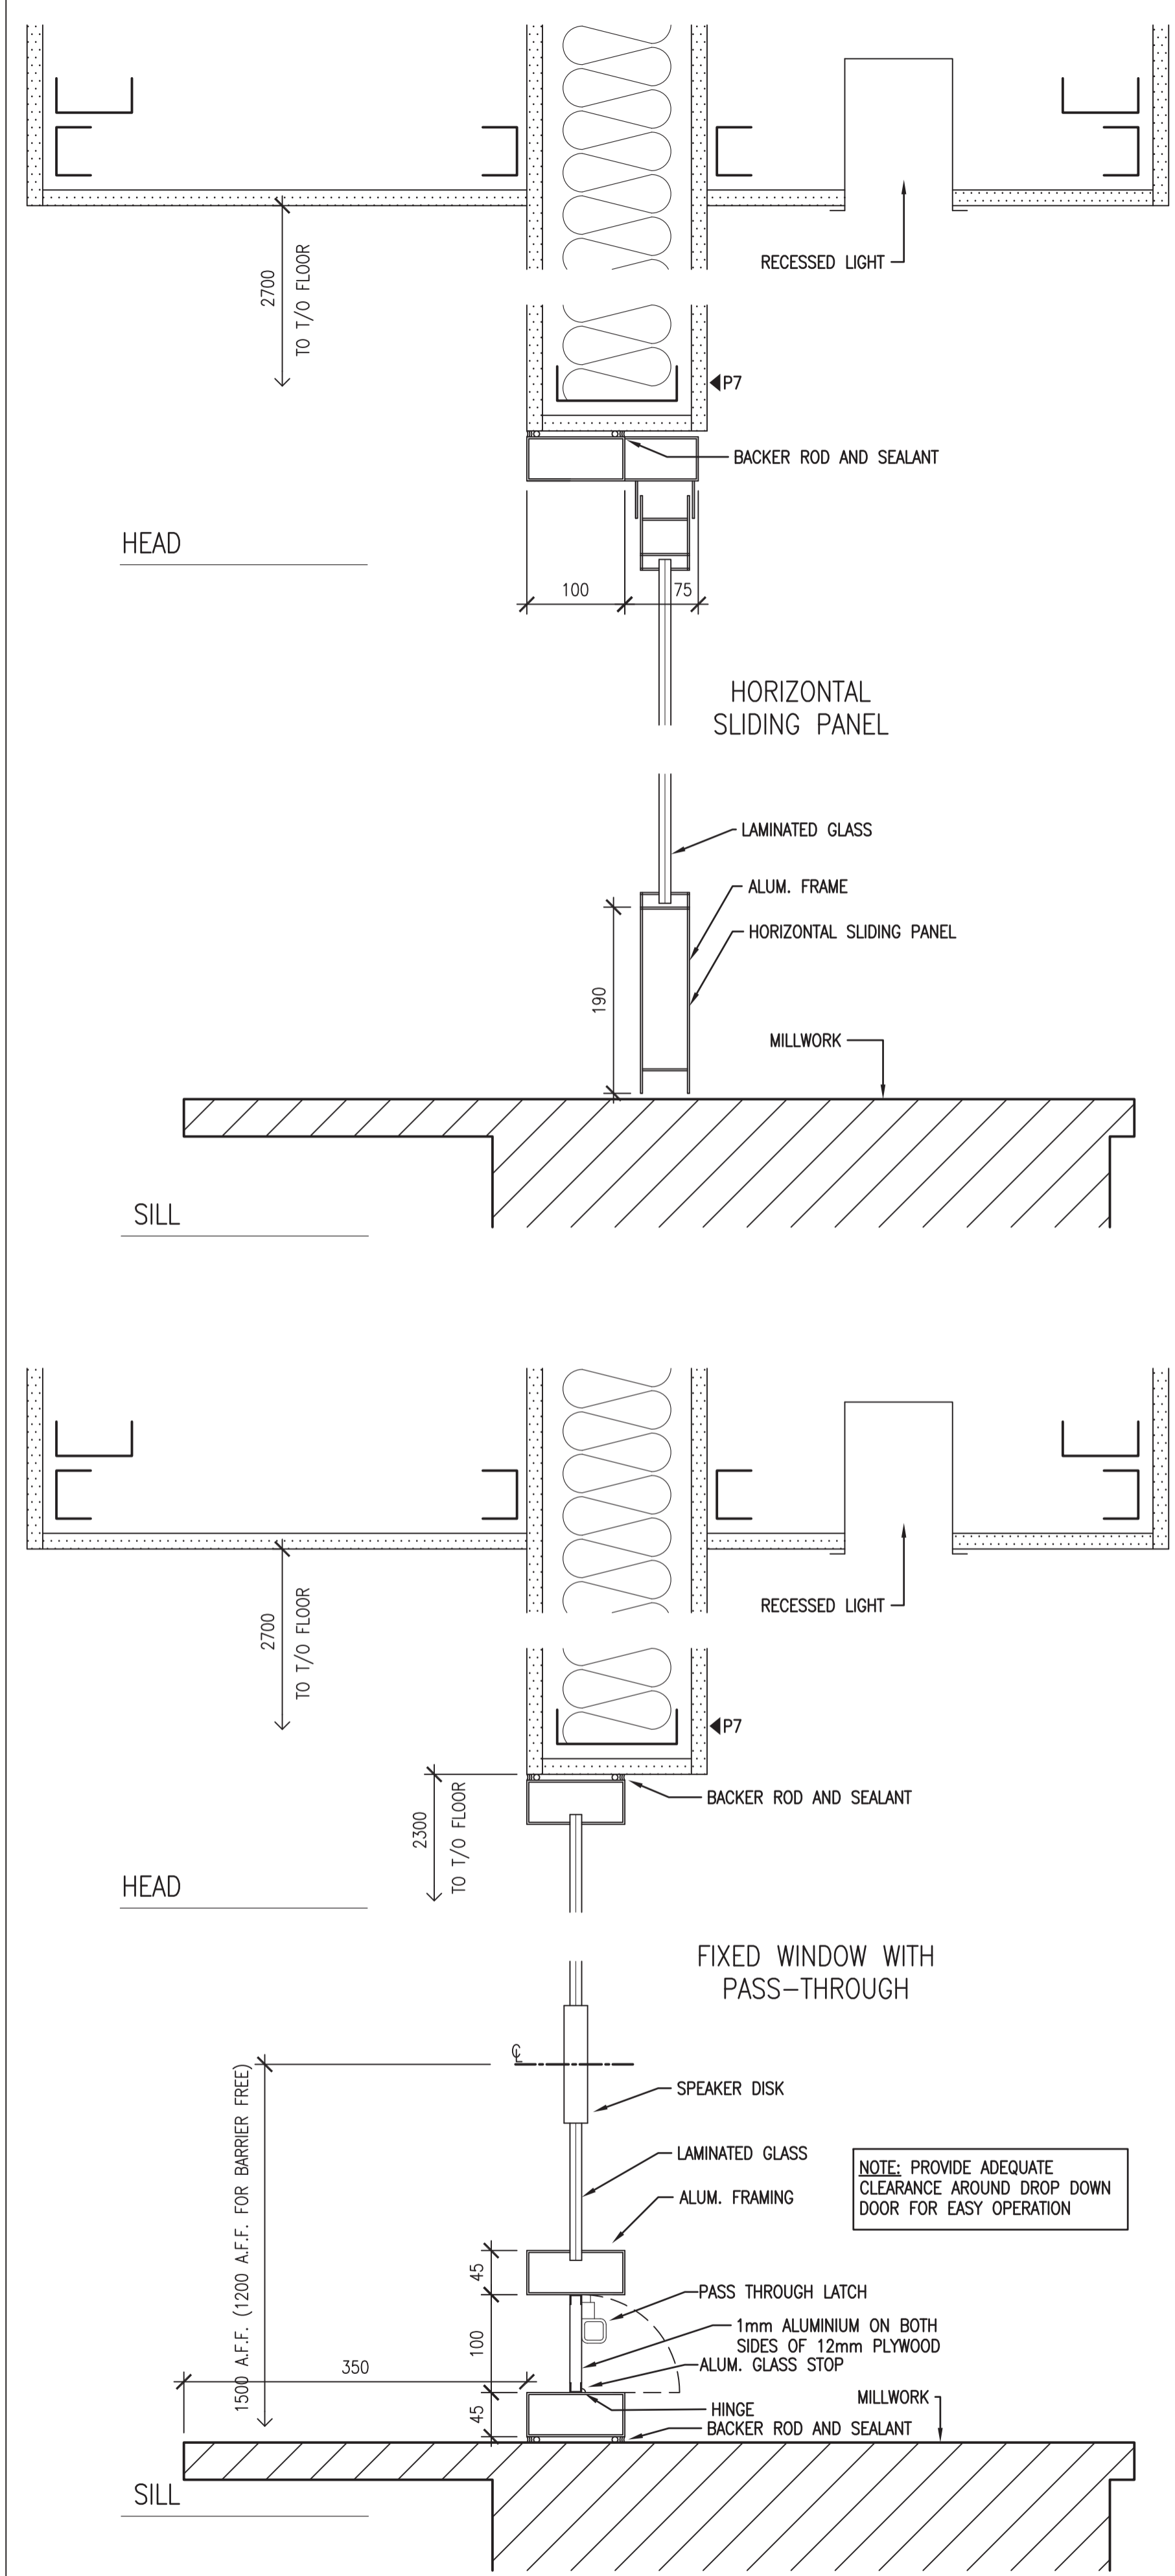 2700
TO T/O FLOOR
RECESSED LIGHT
P7
BACKER ROD AND SEALANT
HEAD
100
75
HORIZONTAL
SLIDING PANEL
LAMINATED GLASS
ALUM. FRAME
HORIZONTAL SLIDING PANEL
190
MILLWORK
SILL
2700
TO T/O FLOOR
RECESSED LIGHT
P7
BACKER ROD AND SEALANT
2300
TO T/O FLOOR
HEAD
FIXED WINDOW WITH
PASS-THROUGH
℄
SPEAKER DISK
1500 A.F.F. (1200 A.F.F. FOR BARRIER FREE)
LAMINATED GLASS
ALUM. FRAMING
NOTE: PROVIDE ADEQUATE
CLEARANCE AROUND DROP DOWN
DOOR FOR EASY OPERATION
45
PASS THROUGH LATCH
100
1mm ALUMINIUM ON BOTH
SIDES OF 12mm PLYWOOD
ALUM. GLASS STOP
350
45
HINGE
MILLWORK
BACKER ROD AND SEALANT
SILL